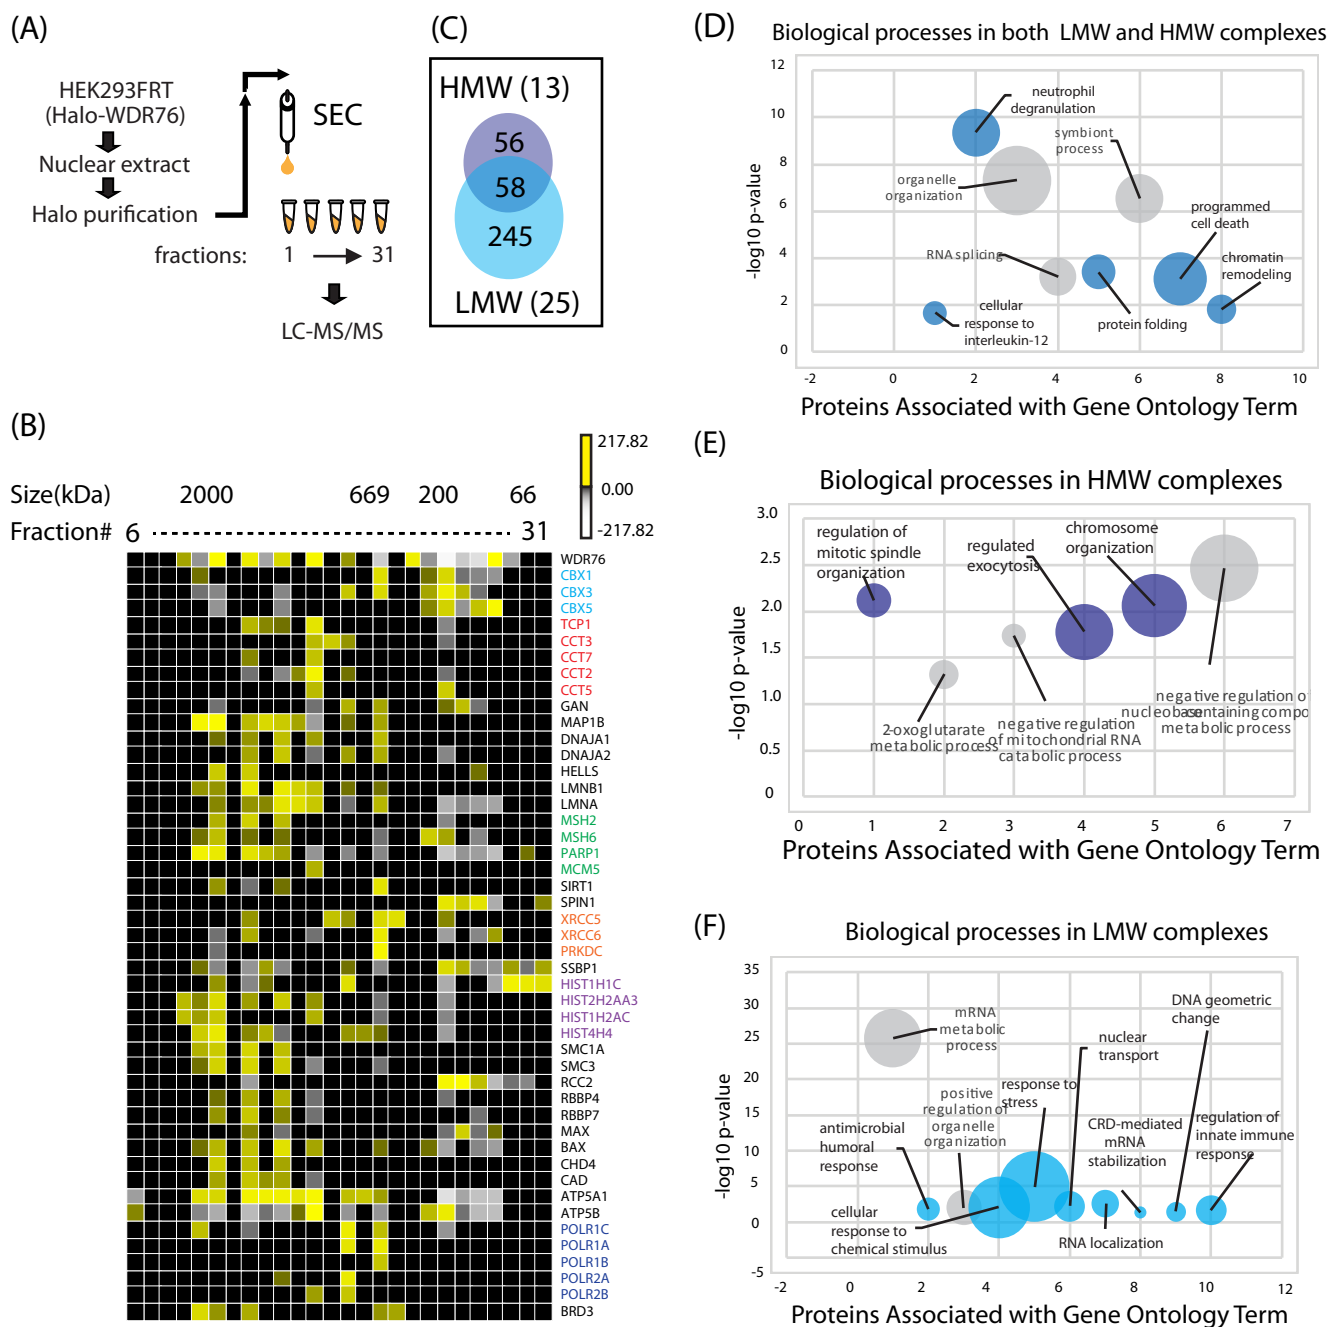 (A)
HEK293FRT
(Halo-WDR76)
Nuclear extract
Halo purification
SEC
fractions:
1
31
LC-MS/MS
(C)
HMW (13)
56
58
245
LMW (25)
(B)
217.82
0.00
-217.82
Size(kDa)
2000
669
200
66
Fraction#
6
31
WDR76
CBX1
CBX3
CBX5
TCP1
CCT3
CCT7
CCT2
CCT5
GAN
MAP1B
DNAJA1
DNAJA2
HELLS
LMNB1
LMNA
MSH2
MSH6
PARP1
MCM5
SIRT1
SPIN1
XRCC5
XRCC6
PRKDC
SSBP1
HIST1H1C
HIST2H2AA3
HIST1H2AC
HIST4H4
SMC1A
SMC3
RCC2
RBBP4
RBBP7
MAX
BAX
CHD4
CAD
ATP5A1
ATP5B
POLR1C
POLR1A
POLR1B
POLR2A
POLR2B
BRD3
(D)
Biological processes in both LMW and HMW complexes
12
10
8
6
4
2
0
-log10 p-value
neutrophil
degranulation
symbiont
process
organelle
organization
programmed
cell death
RNA splicing
chromatin
remodeling
cellular
response to
interleukin-12
protein folding
-2
0
2
4
6
8
10
Proteins Associated with Gene Ontology Term
(E)
Biological processes in HMW complexes
3.0
2.5
2.0
1.5
1.0
0.5
0
-log10 p-value
regulation of
mitotic spindle
organization
regulated
exocytosis
chromosome
organization
2-oxoglutarate
metabolic process
negative regulation
of mitochondrial RNA
catabolic process
negative regulation o
nucleobase
containing compo
metabolic process
0
1
2
3
4
5
6
7
Proteins Associated with Gene Ontology Term
(F)
Biological processes in LMW complexes
35
30
25
20
15
10
5
0
-5
-log10 p-value
mRNA
metabolic
process
DNA geometric
change
nuclear
transport
positive
regulation of
organelle
organization
response to
stress
antimicrobial
humoral
response
CRD-mediated
mRNA
stabilization
regulation of
innate immune
response
cellular
response to
chemical stimulus
RNA localization
-2
0
2
4
6
8
10
12
Proteins Associated with Gene Ontology Term